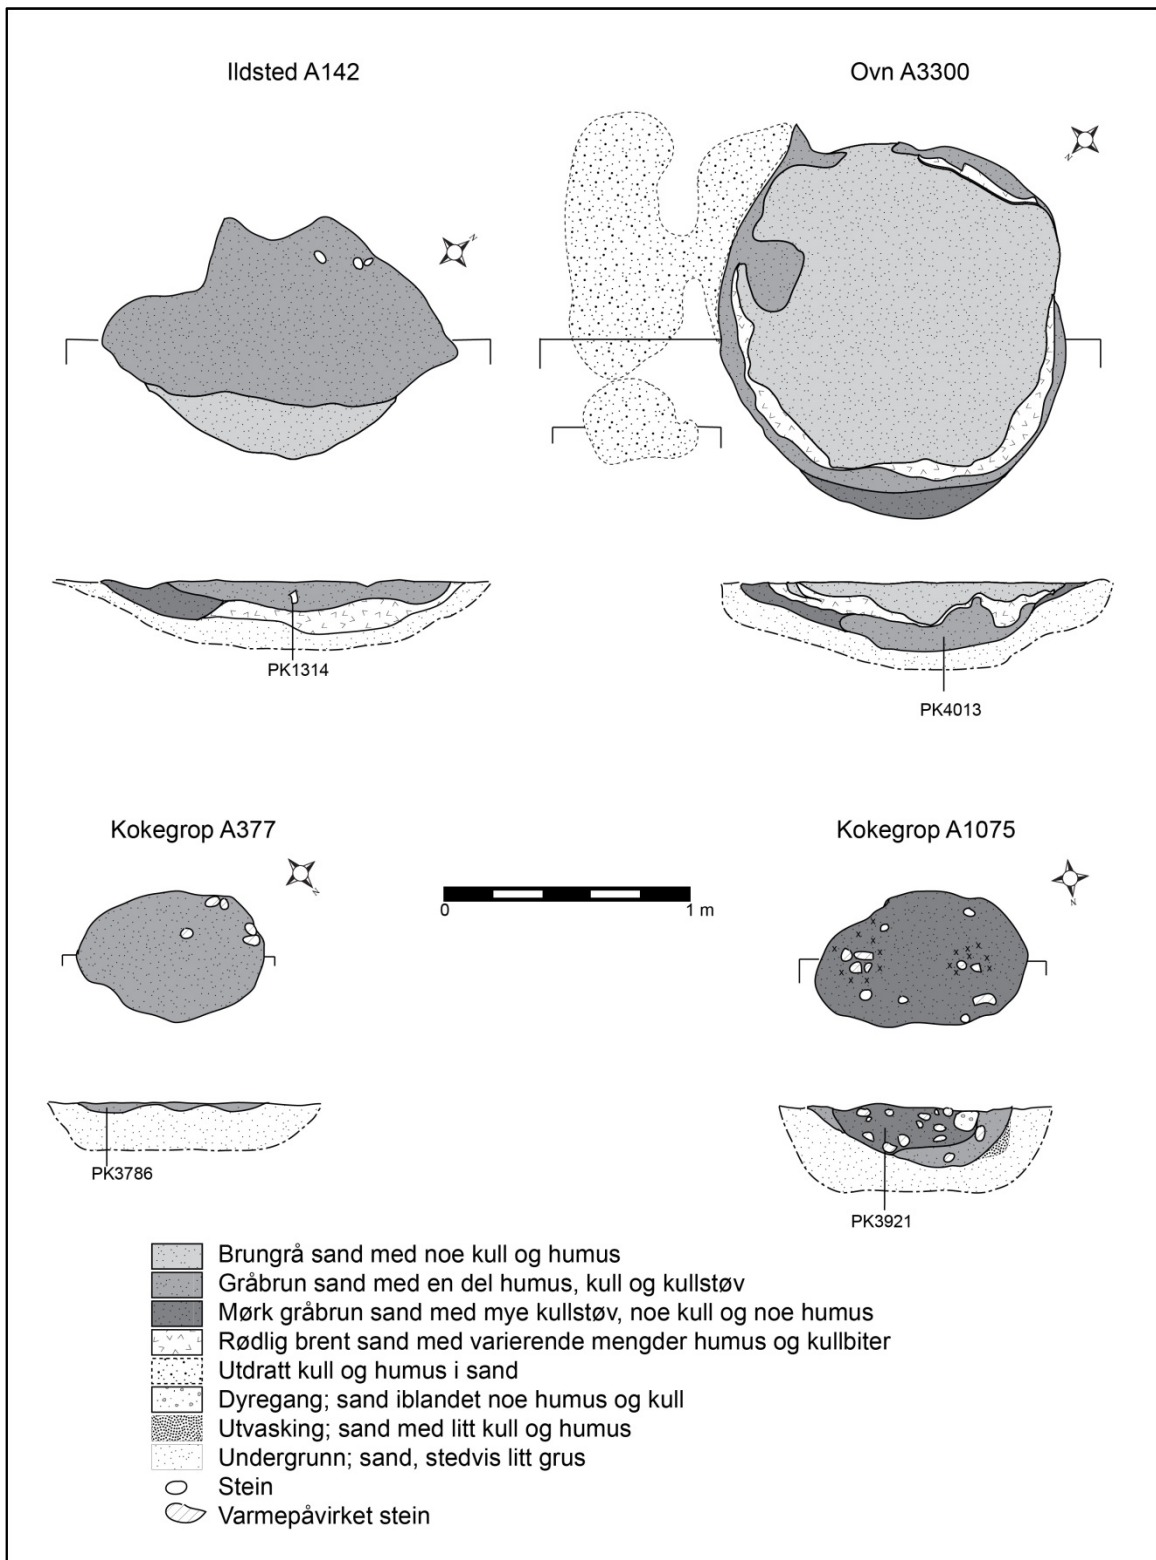 Ildsted A142
Ovn A3300
N
N
PK1314
PK4013
Kokegrop A377
Kokegrop A1075
N
N
0 1 m
x x x x x x x x x x
x x x x x x x x
PK3786
PK3921
Brungrå sand med noe kull og humus
Gråbrun sand med en del humus, kull og kullstøv
Mørk gråbrun sand med mye kullstøv, noe kull og noe humus
Rødlig brent sand med varierende mengder humus og kullbiter
Utdratt kull og humus i sand
Dyregang; sand iblandet noe humus og kull
Utvasking; sand med litt kull og humus
Undergrunn; sand, stedvis litt grus
Stein
Varmepåvirket stein